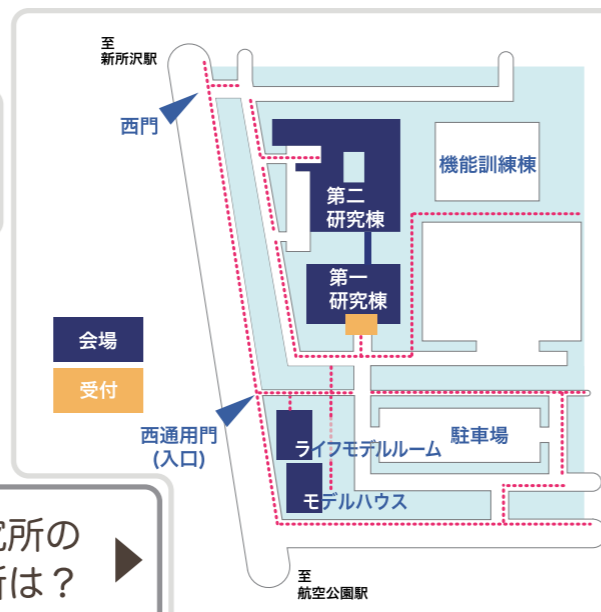 至
新所沢駅
西門
機能訓練棟
第二
研究棟
第一
研究棟
会場
受付
西通用門
(入口)
ライフモデルルーム
駐車場
モデルハウス
所の
は？
至
航空公園駅